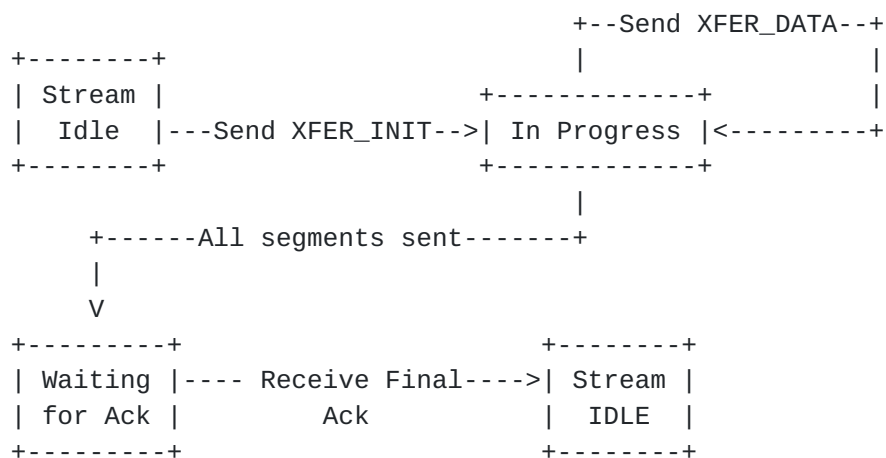 +--Send XFER_DATA--+
+--------+ | |
| Stream | +-------------+ |
| Idle |---Send XFER_INIT-->| In Progress |<---------+
+--------+ +-------------+
|
+------All segments sent-------+
|
V
+---------+ +--------+
| Waiting |---- Receive Final---->| Stream |
| for Ack | Ack | IDLE |
+---------+ +--------+